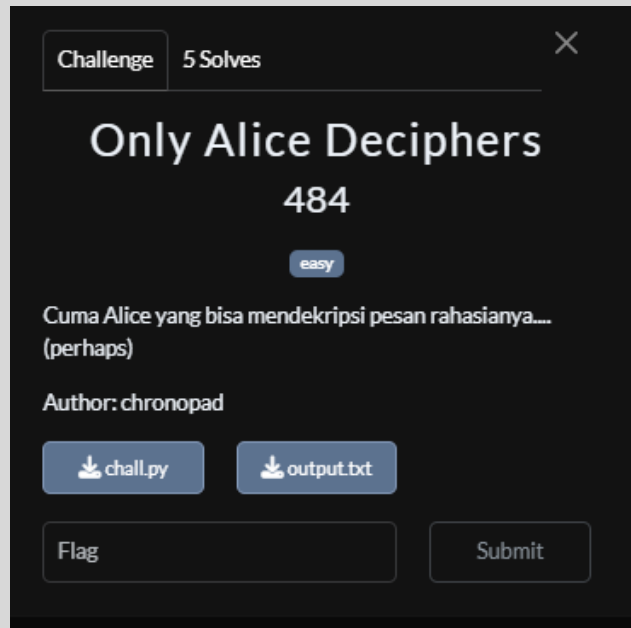 Challenge
5 Solves
Only Alice Deciphers
484
easy
Cuma Alice yang bisa mendekripsi pesan rahasianya....
(perhaps)
Author: chronopad
chall.py
output.txt
Flag
Submit